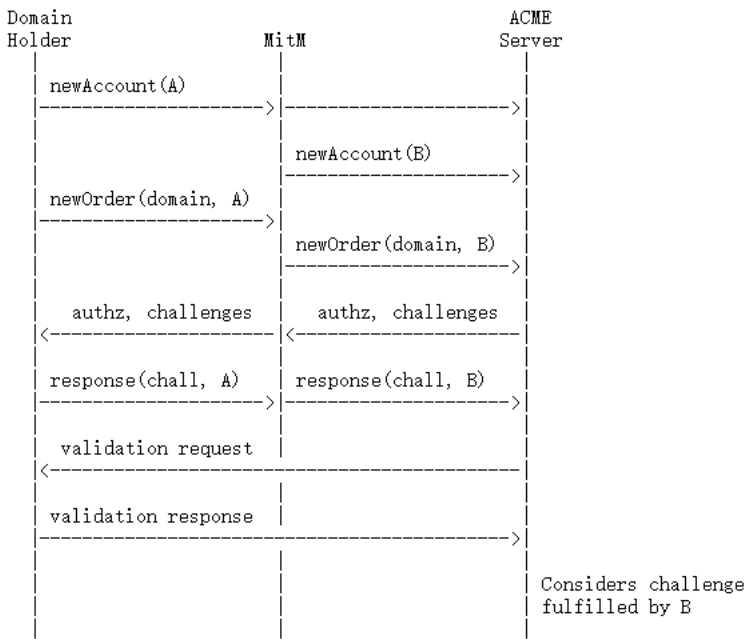 Domain ACME
Holder MitM Server
newAccount(A)
newAccount(B)
newOrder(domain, A)
newOrder(domain, B)
authz, challenges authz, challenges
response(chall, A) response(chall, B)
validation request
validation response
Considers challenge
fulfilled by B